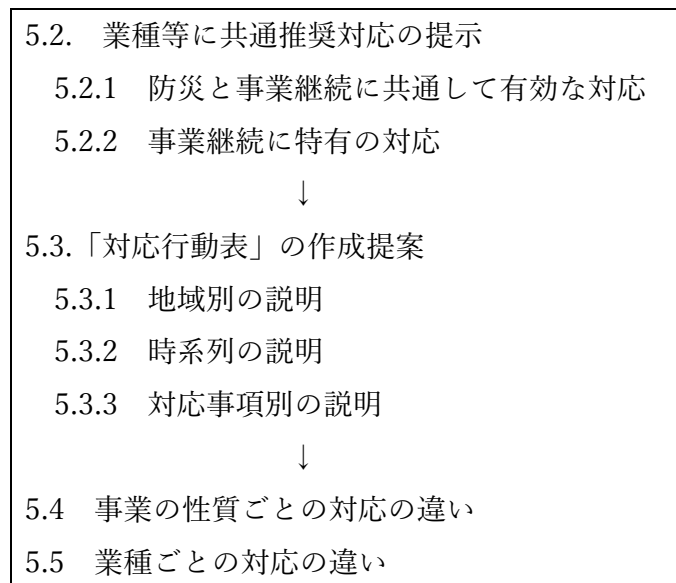 5.2.　業種等に共通推奨対応の提示
5.2.1　防災と事業継続に共通して有効な対応
5.2.2　事業継続に特有の対応
↓
5.3.「対応行動表」の作成提案
5.3.1　地域別の説明
5.3.2　時系列の説明
5.3.3　対応事項別の説明
↓
5.4　事業の性質ごとの対応の違い
5.5　業種ごとの対応の違い